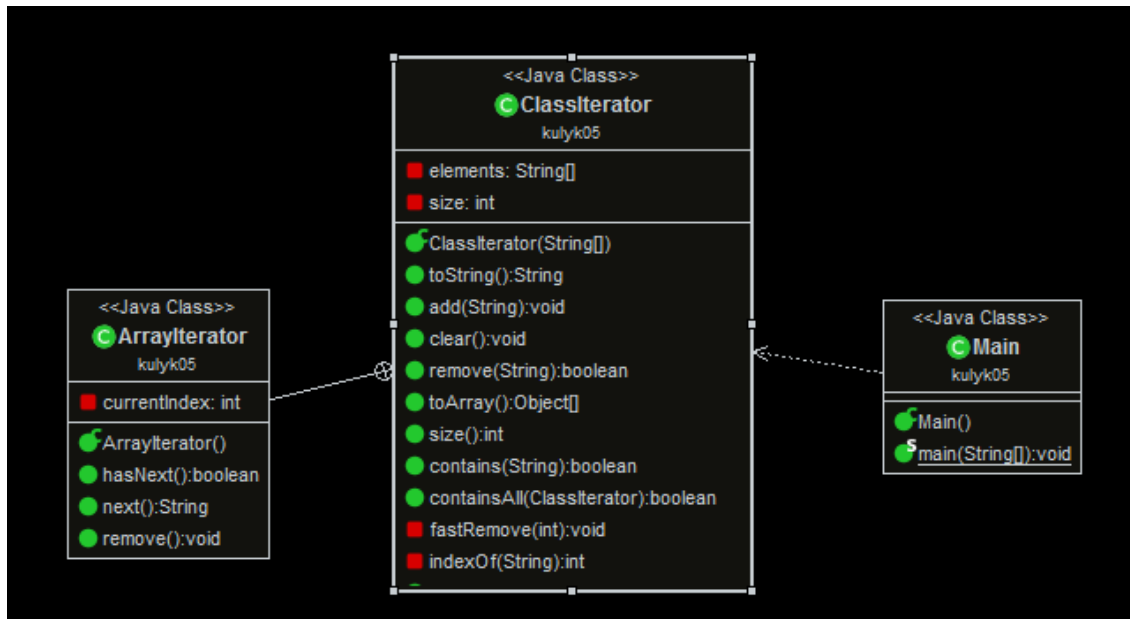 <<Java Class>>
ClassIterator
kulyk05
elements: String[]
size: int
ClassIterator(String[])
toString():String
add(String):void
clear():void
remove(String):boolean
toArray():Object[]
size():int
contains(String):boolean
containsAll(ClassIterator):boolean
fastRemove(int):void
indexOf(String):int
<<Java Class>>
ArrayIterator
kulyk05
currentIndex: int
ArrayIterator()
hasNext():boolean
next():String
remove():void
<<Java Class>>
Main
kulyk05
Main()
main(String[]):void